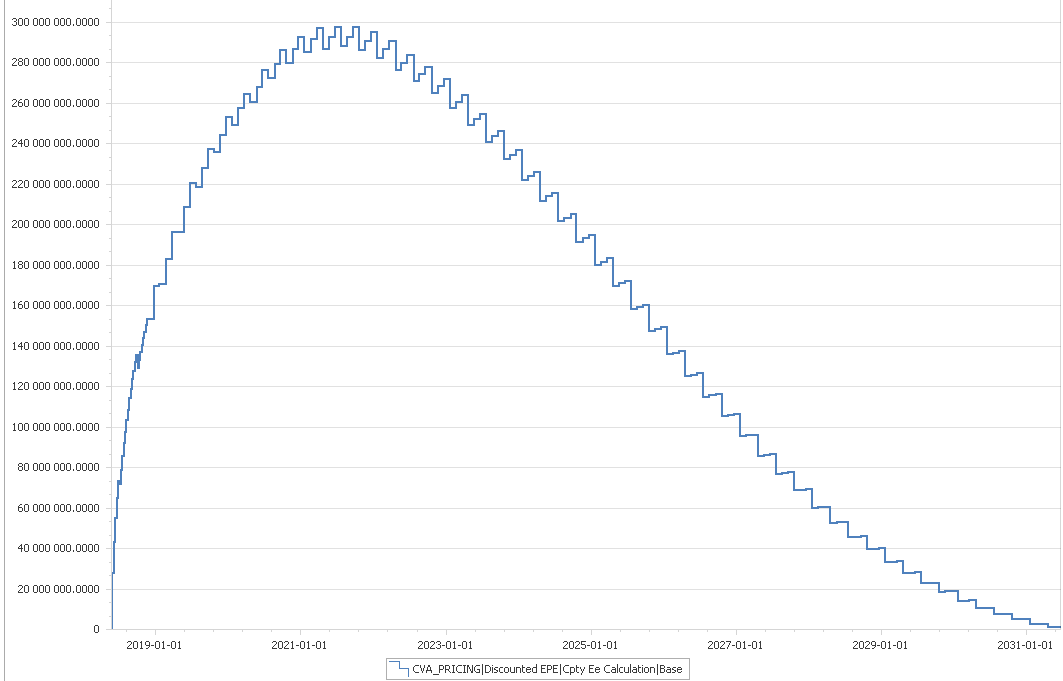 300 000 000.0000
280 000 000.0000
260 000 000.0000
240 000 000.0000
220 000 000.0000
200 000 000.0000
180 000 000.0000
160 000 000.0000
140 000 000.0000
120 000 000.0000
100 000 000.0000
80 000 000.0000
60 000 000.0000
40 000 000.0000
20 000 000.0000
0
2019-01-01 2021-01-01 2023-01-01 2025-01-01 2027-01-01 2029-01-01 2031-01-01
CVA_PRICING|Discounted EPE|Cpty Ee Calculation|Base